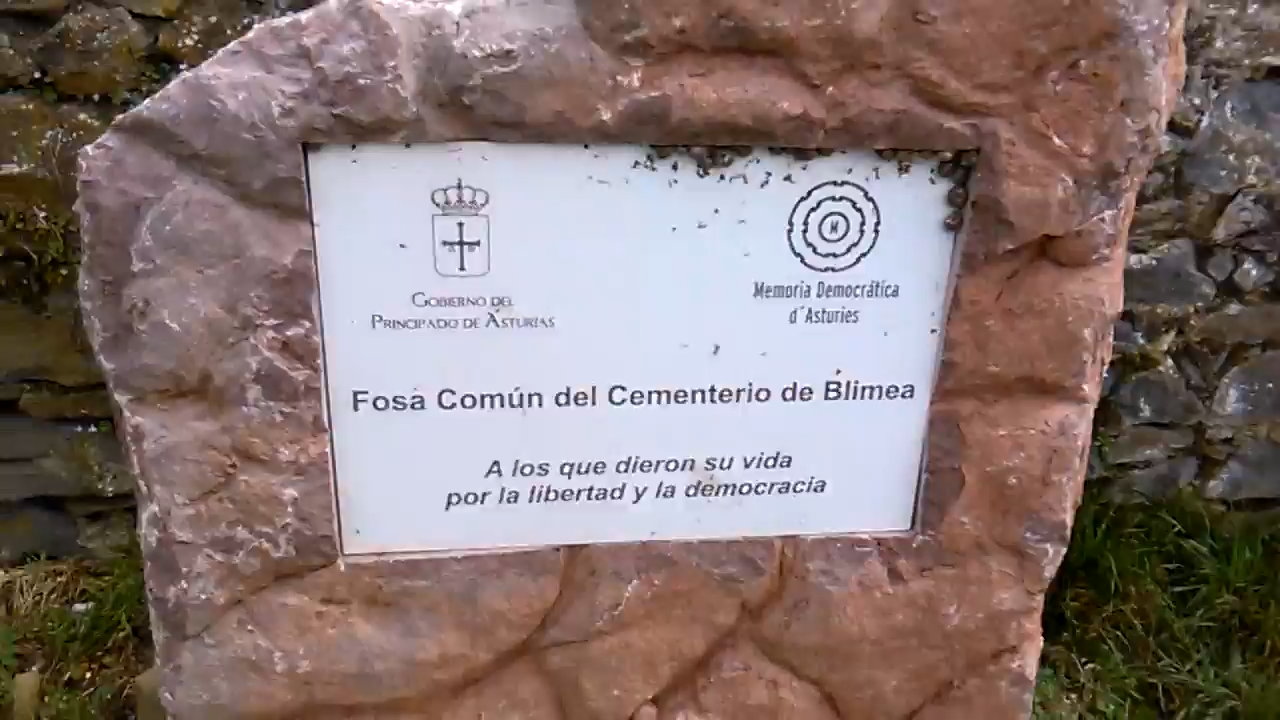 GOBIERNO DEL
PRINCIPADO DE ASTURIAS
M
Memoria Democrática
d'Asturies
Fosa Común del Cementerio de Blimea
A los que dieron su vida
por la libertad y la democracia